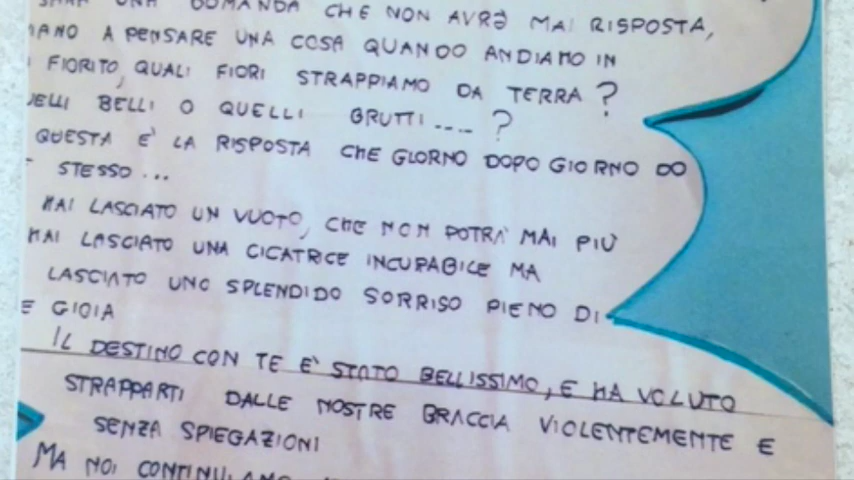 UNA DOMANDA CHE NON AVRÒ MAI RISPOSTA,
A PENSARE UNA COSA QUANDO ANDIAMO IN
FIORITO, QUALI FIORI STRAPPIAMO DA TERRA?
BELLI O QUELLI BRUTTI....?
QUESTA E' LA RISPOSTA CHE GIORNO DOPO GIORNO DO
STESSO...
HAI LASCIATO UN VUOTO, CHE NON POTRA' MAI PIÙ
HAI LASCIATO UNA CICATRICE INCURABILE MA
LASCIATO UNO SPLENDIDO SORRISO PIENO DI
E GIOIA
IL DESTINO CON TE E' STATO BELLISSIMO, E HA VOLUTO
STRAPPARTI DALLE NOSTRE BRACCIA VIOLENTEMENTE E
SENZA SPIEGAZIONI
MA NOI